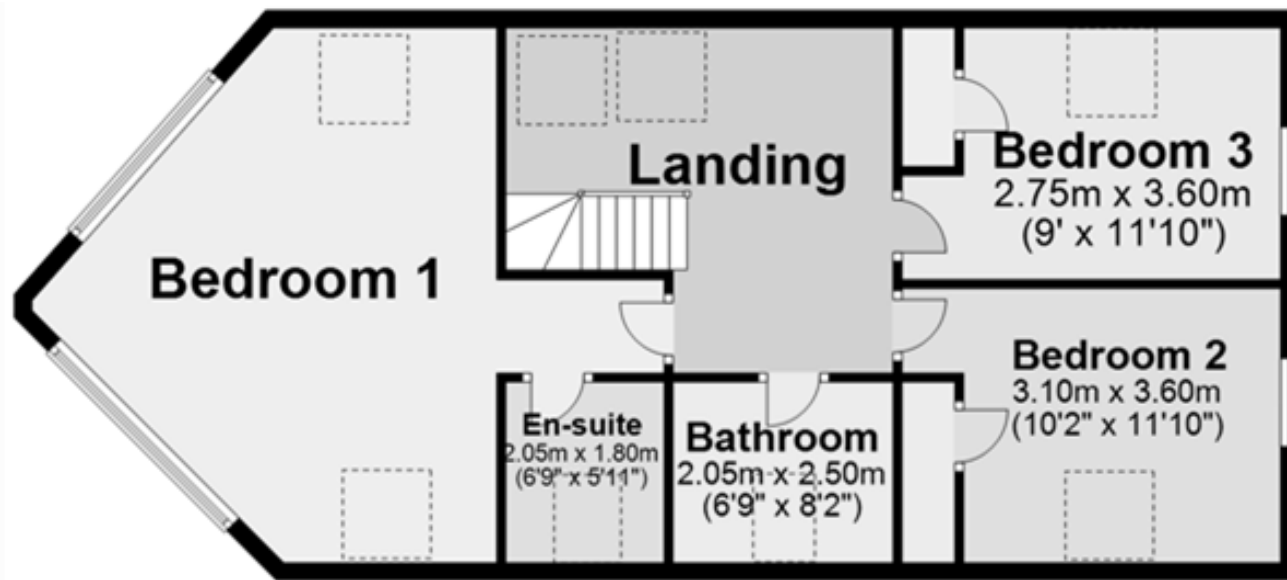 Landing
Bedroom 3
2.75m x 3.60m
(9' x 11'10")
Bedroom 1
Bedroom 2
3.10m x 3.60m
(10'2" x 11'10")
En-suite
2.05m x 1.80m
(6'9" x 5'11")
Bathroom
2.05m x 2.50m
(6'9" x 8'2")